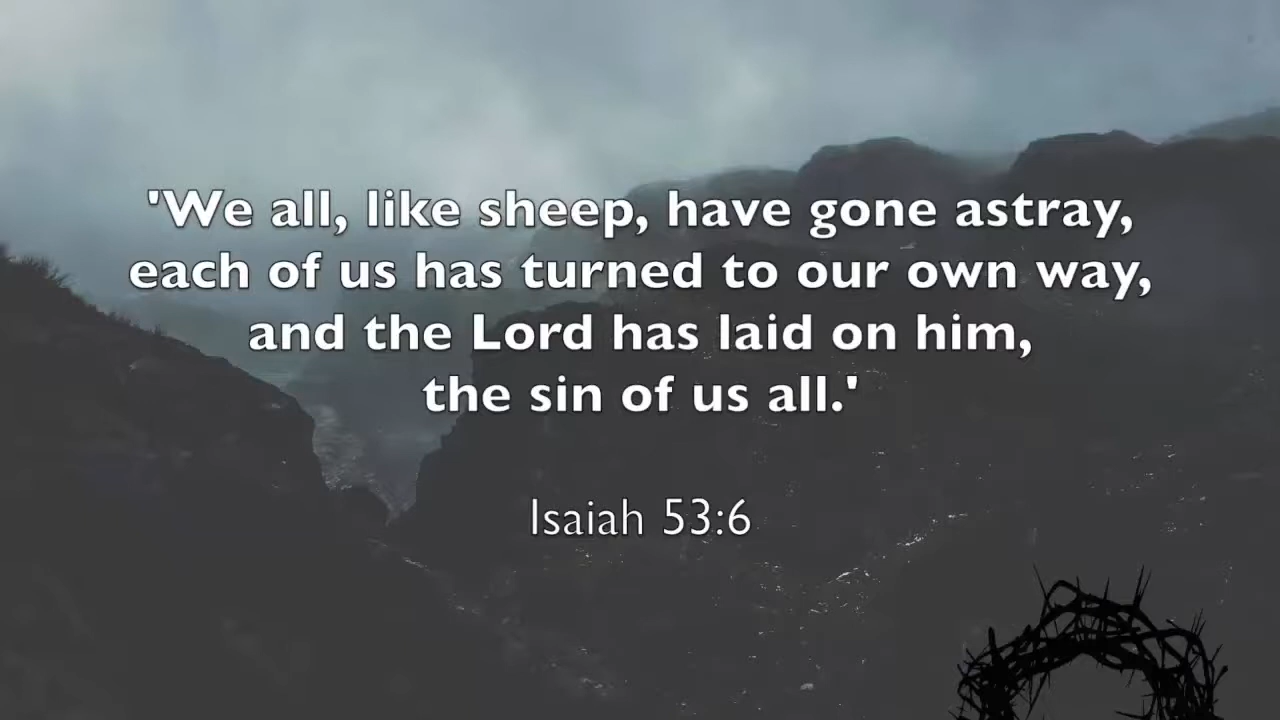 'We all, like sheep, have gone astray,
each of us has turned to our own way,
and the Lord has laid on him,
the sin of us all.'
Isaiah 53:6